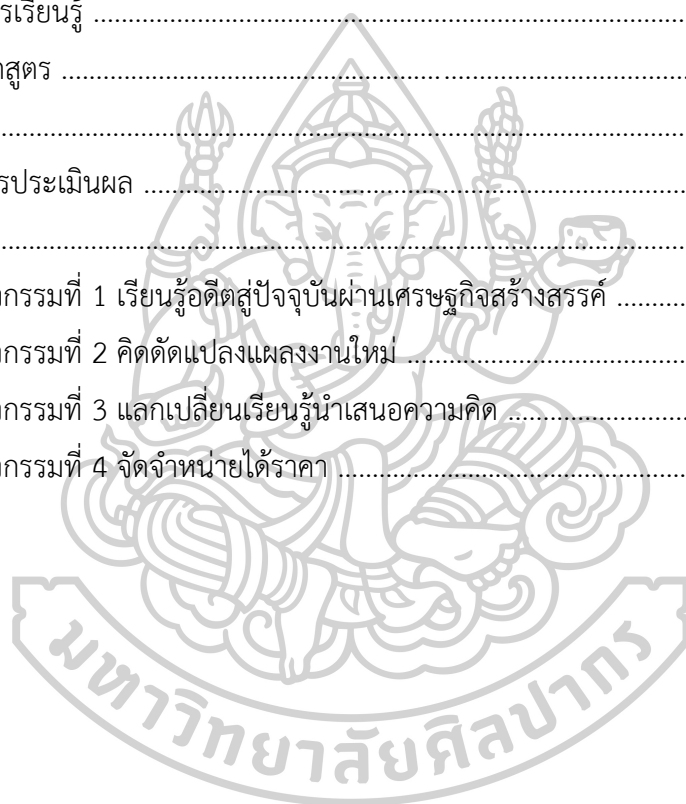 รเรียนรู้ ........................................................................................................
กสูตร ........................................................................................................
........................................................................................................
รประเมินผล ............................................................................................
........................................................................................................
กรรมที่ 1 เรียนรู้อดีตสู่ปัจจุบันผ่านเศรษฐกิจสร้างสรรค์ ............
กรรมที่ 2 คิดดัดแปลงแผลงงานใหม่ ................................................
กรรมที่ 3 แลกเปลี่ยนเรียนรู้นำเสนอความคิด ................................
กรรมที่ 4 จัดจำหน่ายได้ราคา ............................................................
มหาวิทยาลัยศิลปากร